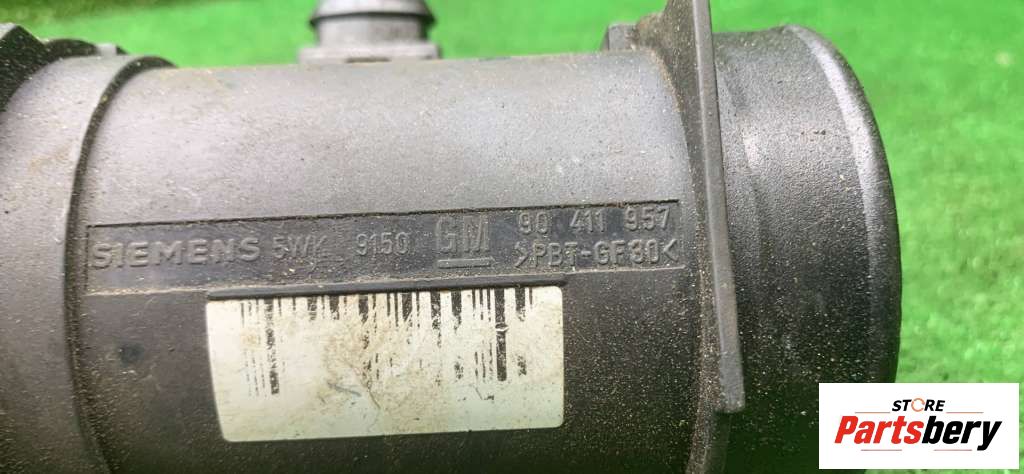 SIEMENS 5WK 9150 GM 90 411 957
>PBT-GF30<
STORE
Partsbery